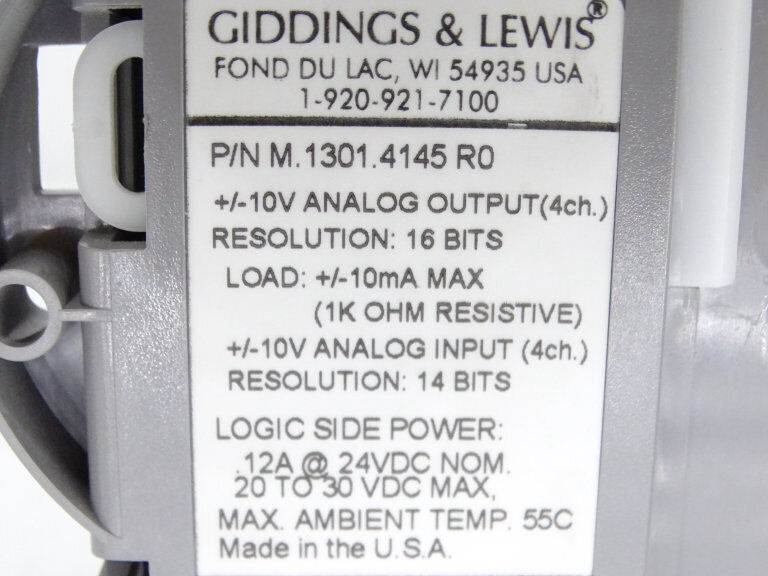 GIDDINGS & LEWIS®
FOND DU LAC, WI 54935 USA
1-920-921-7100
P/N M.1301.4145 R0
+/-10V ANALOG OUTPUT(4ch.)
RESOLUTION: 16 BITS
LOAD: +/-10mA MAX
(1K OHM RESISTIVE)
+/-10V ANALOG INPUT (4ch.)
RESOLUTION: 14 BITS
LOGIC SIDE POWER:
.12A @ 24VDC NOM.
20 TO 30 VDC MAX,
MAX. AMBIENT TEMP. 55C
Made in the U.S.A.